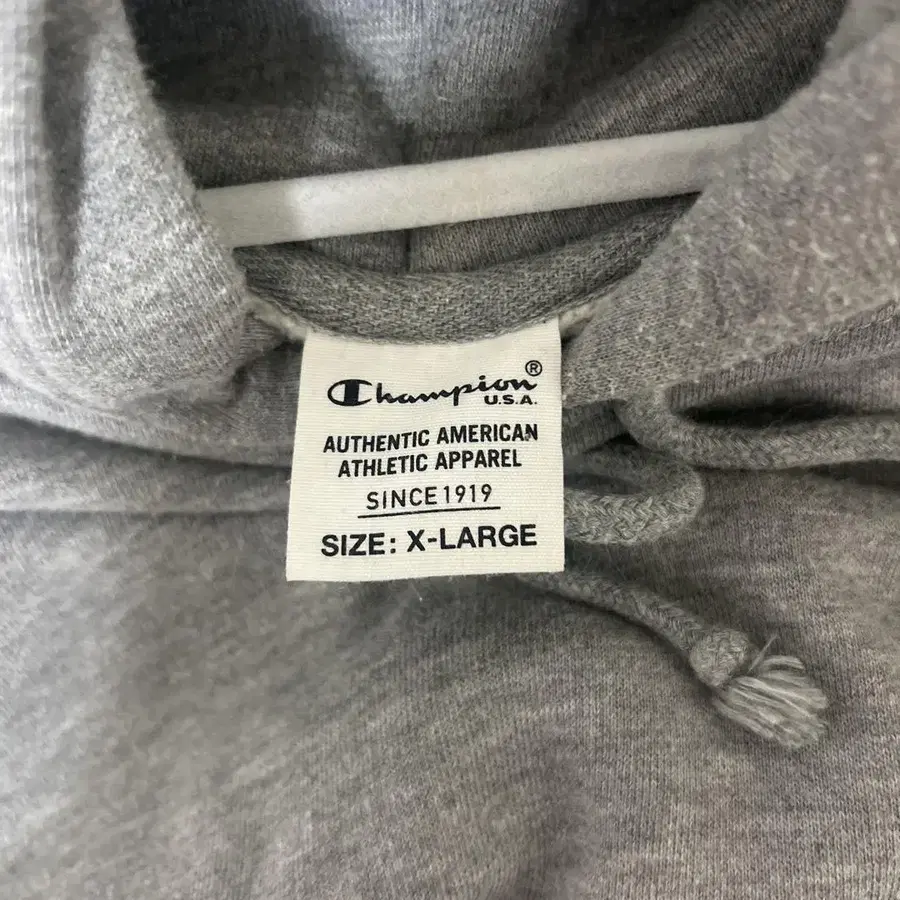 Champion®
U.S.A.
AUTHENTIC AMERICAN
ATHLETIC APPAREL
SINCE 1919
SIZE: X-LARGE